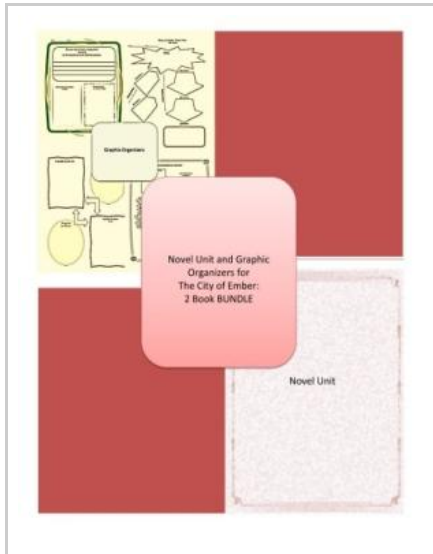 Graphic Organizers
Novel Unit and Graphic
Organizers for
The City of Ember:
2 Book BUNDLE
Novel Unit